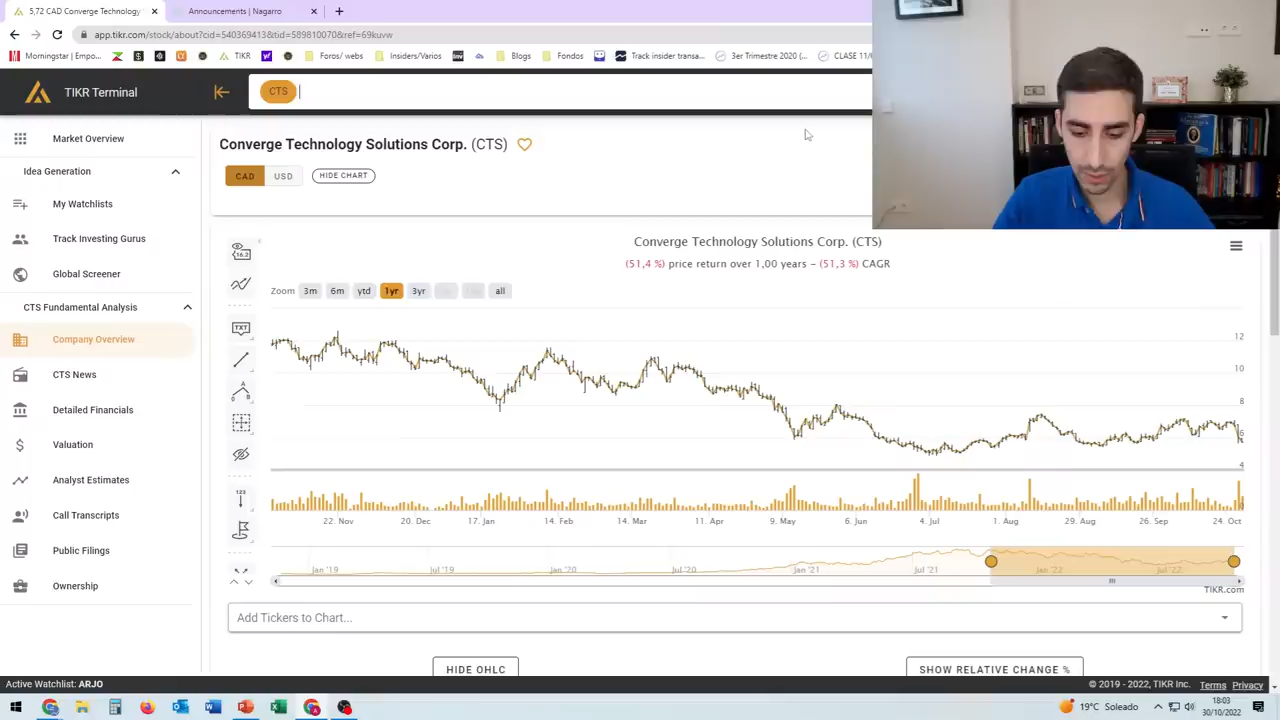 5,72 CAD Converge Technology
Announcements | Nagarro
app.tikr.com/stock/about?cid=540369413&tid=589810070&ref=69kuvw
Morningstar | Empo...
TIKR
Foros/ webs
Insiders/Varios
Blogs
Fondos
Track insider transa...
3er Trimestre 2020 (...
CLASE 11/
TIKR Terminal
CTS
Market Overview
Idea Generation
My Watchlists
Track Investing Gurus
Global Screener
CTS Fundamental Analysis
Company Overview
CTS News
Detailed Financials
Valuation
Analyst Estimates
Call Transcripts
Public Filings
Ownership
Converge Technology Solutions Corp. (CTS)
CAD
USD
HIDE CHART
Converge Technology Solutions Corp. (CTS)
(51,4 %) price return over 1,00 years – (51,3 %) CAGR
Zoom 3m 6m ytd 1yr 3yr all
16.2
TXT
123
12
10
8
6
4
22. Nov 20. Dec 17. Jan 14. Feb 14. Mar 11. Apr 9. May 6. Jun 4. Jul 1. Aug 29. Aug 26. Sep 24. Oct
Jan '19 Jul '19 Jan '20 Jul '20 Jan '21 Jul '21 Jan '22 Jul '22
TIKR.com
Add Tickers to Chart...
HIDE OHLC
SHOW RELATIVE CHANGE %
Active Watchlist: ARJO
© 2019 - 2022, TIKR Inc. Terms Privacy
19°C Soleado
18:03
30/10/2022